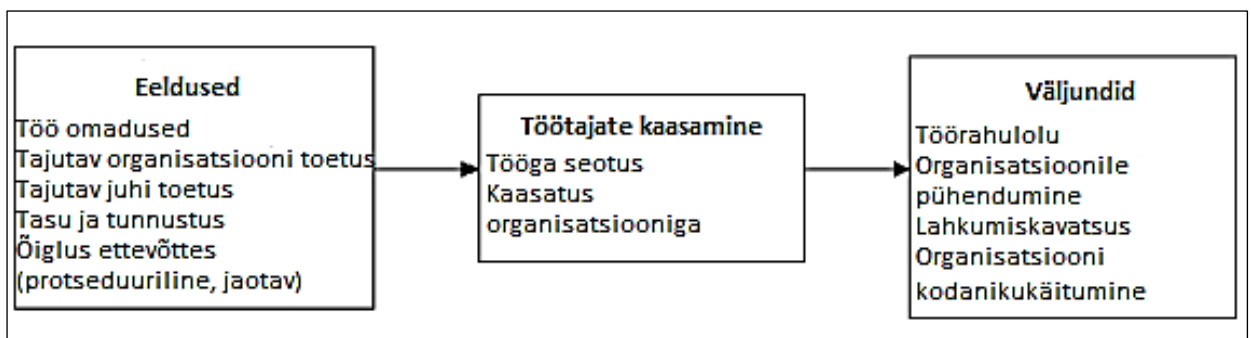 Eeldused
Töö omadused
Tajutav organisatsiooni toetus
Tajutav juhi toetus
Tasu ja tunnustus
Õiglus ettevõttes
(protseduuriline, jaotav)
Töötajate kaasamine
Tööga seotus
Kaasatus
organisatsiooniga
Väljundid
Töörahulolu
Organisatsioonile
pühendumine
Lahkumiskavatsus
Organisatsiooni
kodanikukäitumine